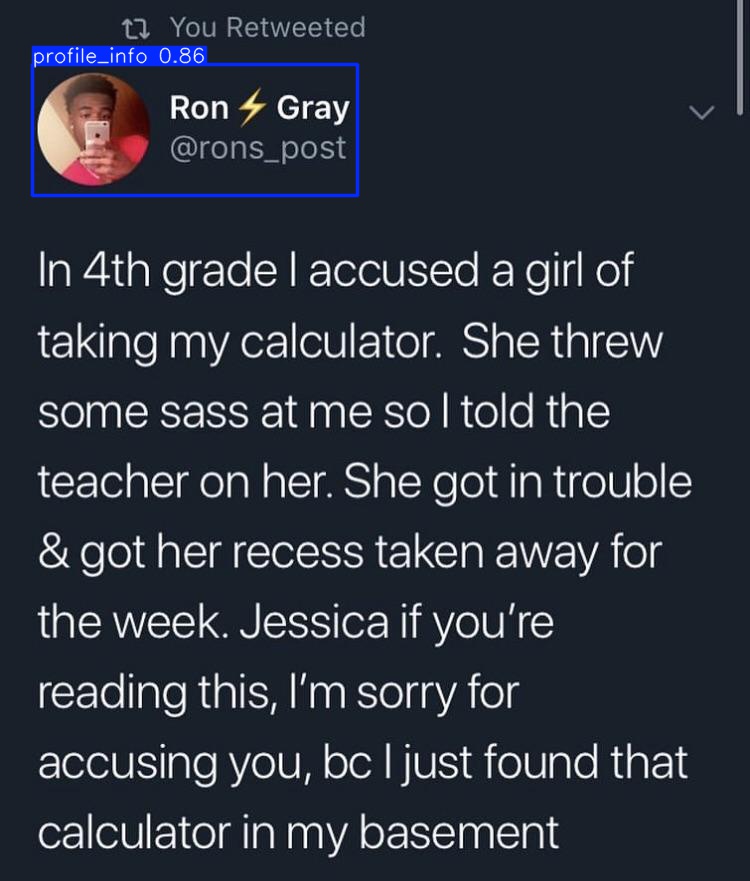 You Retweeted
profile_info 0.86
Ron⚡Gray
@rons_post
In 4th grade I accused a girl of
taking my calculator.  She threw
some sass at me so I told the
teacher on her. She got in trouble
& got her recess taken away for
the week. Jessica if you're
reading this, I'm sorry for
accusing you, bc I just found that
calculator in my basement